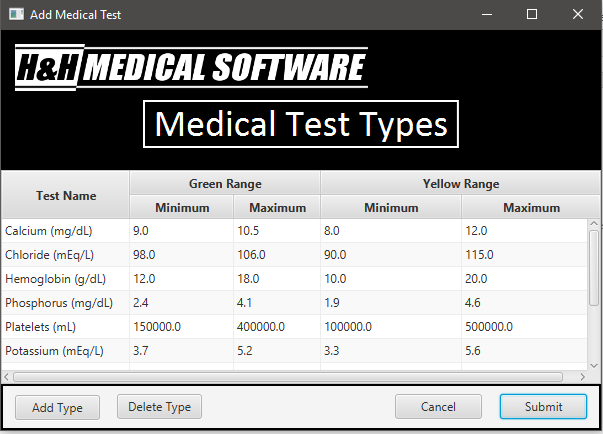 Add Medical Test
H&H MEDICAL SOFTWARE
Medical Test Types
Test Name Green Range Yellow Range
Minimum Maximum Minimum Maximum
Calcium (mg/dL) 9.0 10.5 8.0 12.0
Chloride (mEq/L) 98.0 106.0 90.0 115.0
Hemoglobin (g/dL) 12.0 18.0 10.0 20.0
Phosphorus (mg/dL) 2.4 4.1 1.9 4.6
Platelets (mL) 150000.0 400000.0 100000.0 500000.0
Potassium (mEq/L) 3.7 5.2 3.3 5.6
Add Type Delete Type Cancel Submit